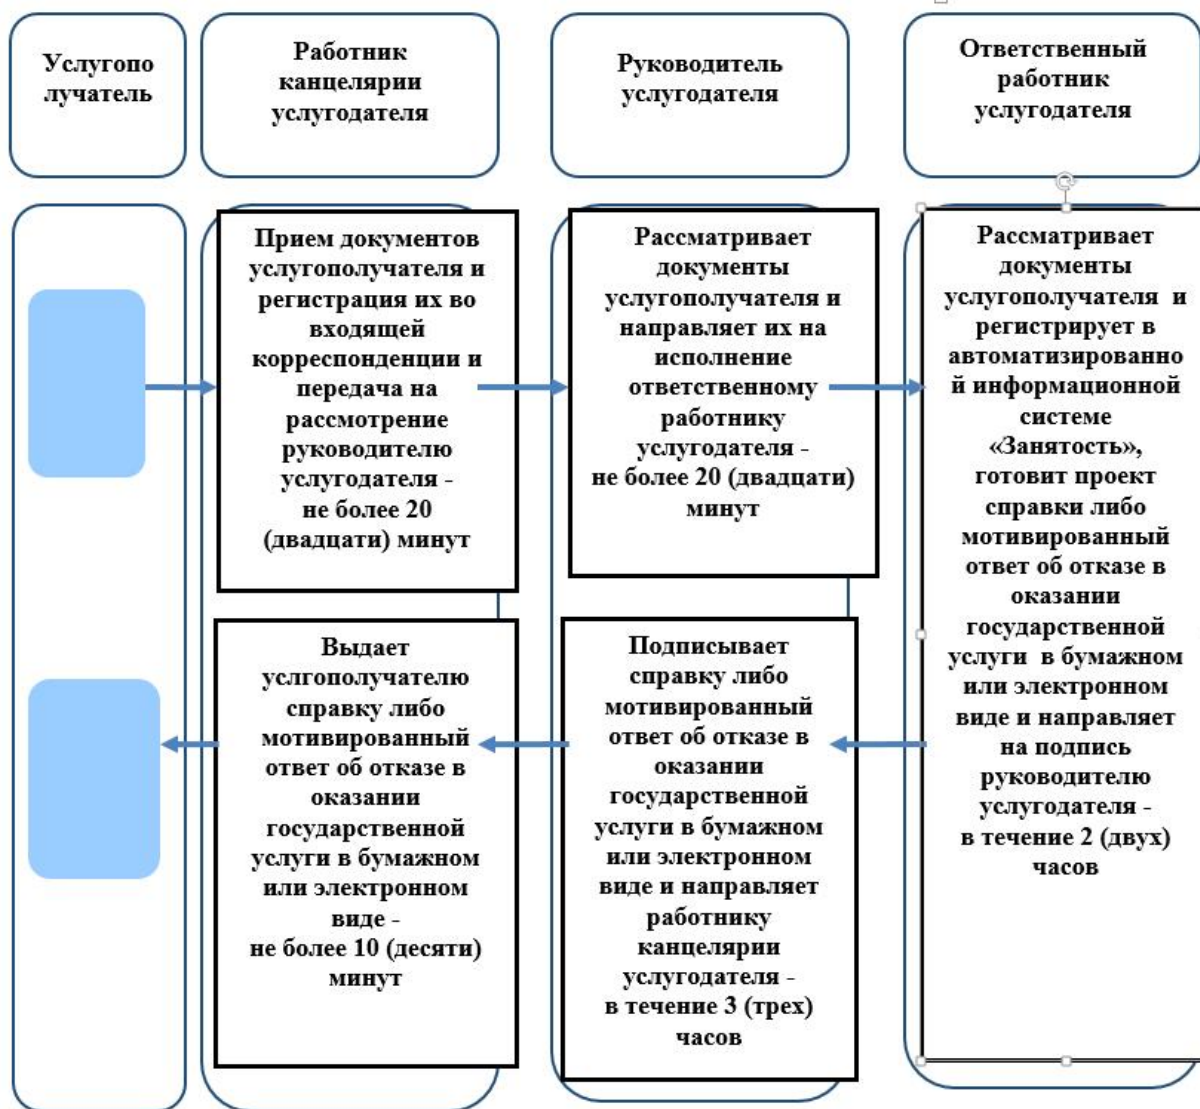 Услугопо
лучатель
Работник
канцелярии
услугодателя
Руководитель
услугодателя
Ответственный
работник
услугодателя
Прием документов
услугополучателя и
регистрация их во
входящей
корреспонденции и
передача на
рассмотрение
руководителю
услугодателя -
не более 20
(двадцати) минут
Рассматривает
документы
услугополучателя и
направляет их на
исполнение
ответственному
работнику
услугодателя -
не более 20 (двадцати)
минут
Рассматривает
документы
услугополучателя и
регистрирует в
автоматизированно
й информационной
системе
«Занятость»,
готовит проект
справки либо
мотивированный
ответ об отказе в
оказании
государственной
услуги в бумажном
или электронном
виде и направляет
на подпись
руководителю
услугодателя -
в течение 2 (двух)
часов
Подписывает
справку либо
мотивированный
ответ об отказе в
оказании
государственной
услуги в бумажном
или электронном
виде и направляет
работнику
канцелярии
услугодателя -
в течение 3 (трех)
часов
Выдает
услгополучателю
справку либо
мотивированный
ответ об отказе в
оказании
государственной
услуги в бумажном
или электронном
виде -
не более 10 (десяти)
минут